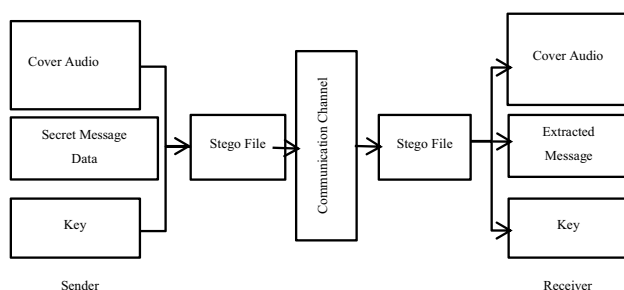 Cover Audio
Secret Message
Data
Key
Sender
Stego File
Communication Channel
Stego File
Cover Audio
Extracted
Message
Key
Receiver